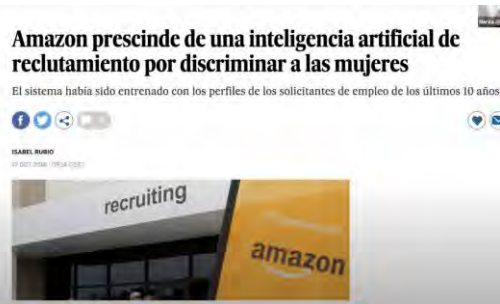 Amazon prescinde de una inteligencia artificial de
reclutamiento por discriminar a las mujeres
El sistema había sido entrenado con los perfiles de los solicitantes de empleo de los últimos 10 años
ISABEL RUBIO
recruiting
amazon